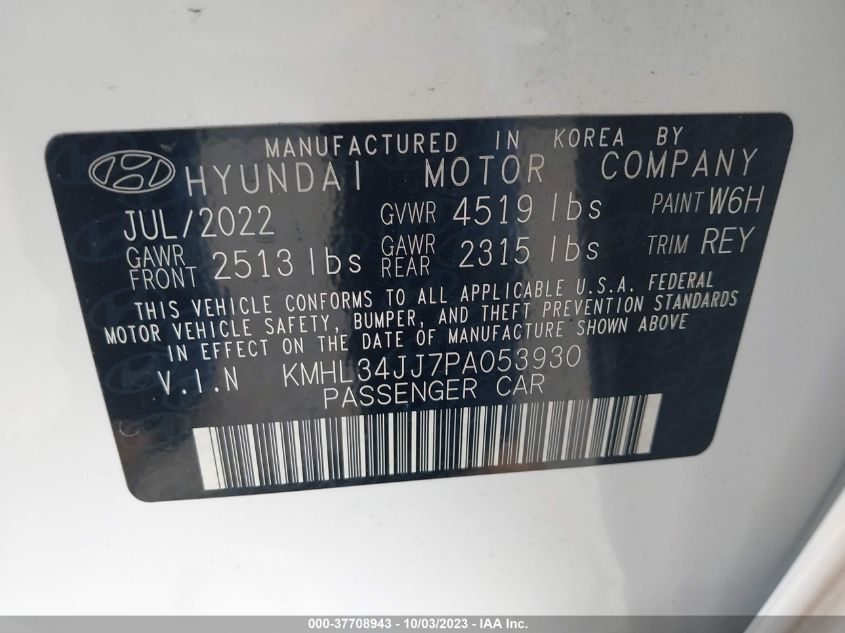 MANUFACTURED IN KOREA BY
HYUNDAI MOTOR COMPANY
JUL/2022 GVWR 4519 lbs PAINT W6H
GAWR FRONT 2513 lbs GAWR REAR 2315 lbs TRIM REY
THIS VEHICLE CONFORMS TO ALL APPLICABLE U.S.A. FEDERAL
MOTOR VEHICLE SAFETY, BUMPER, AND THEFT PREVENTION STANDARDS
IN EFFECT ON THE DATE OF MANUFACTURE SHOWN ABOVE
V.I.N KMHL34JJ7PA053930
PASSENGER CAR
000-37708943 - 10/03/2023 - IAA Inc.